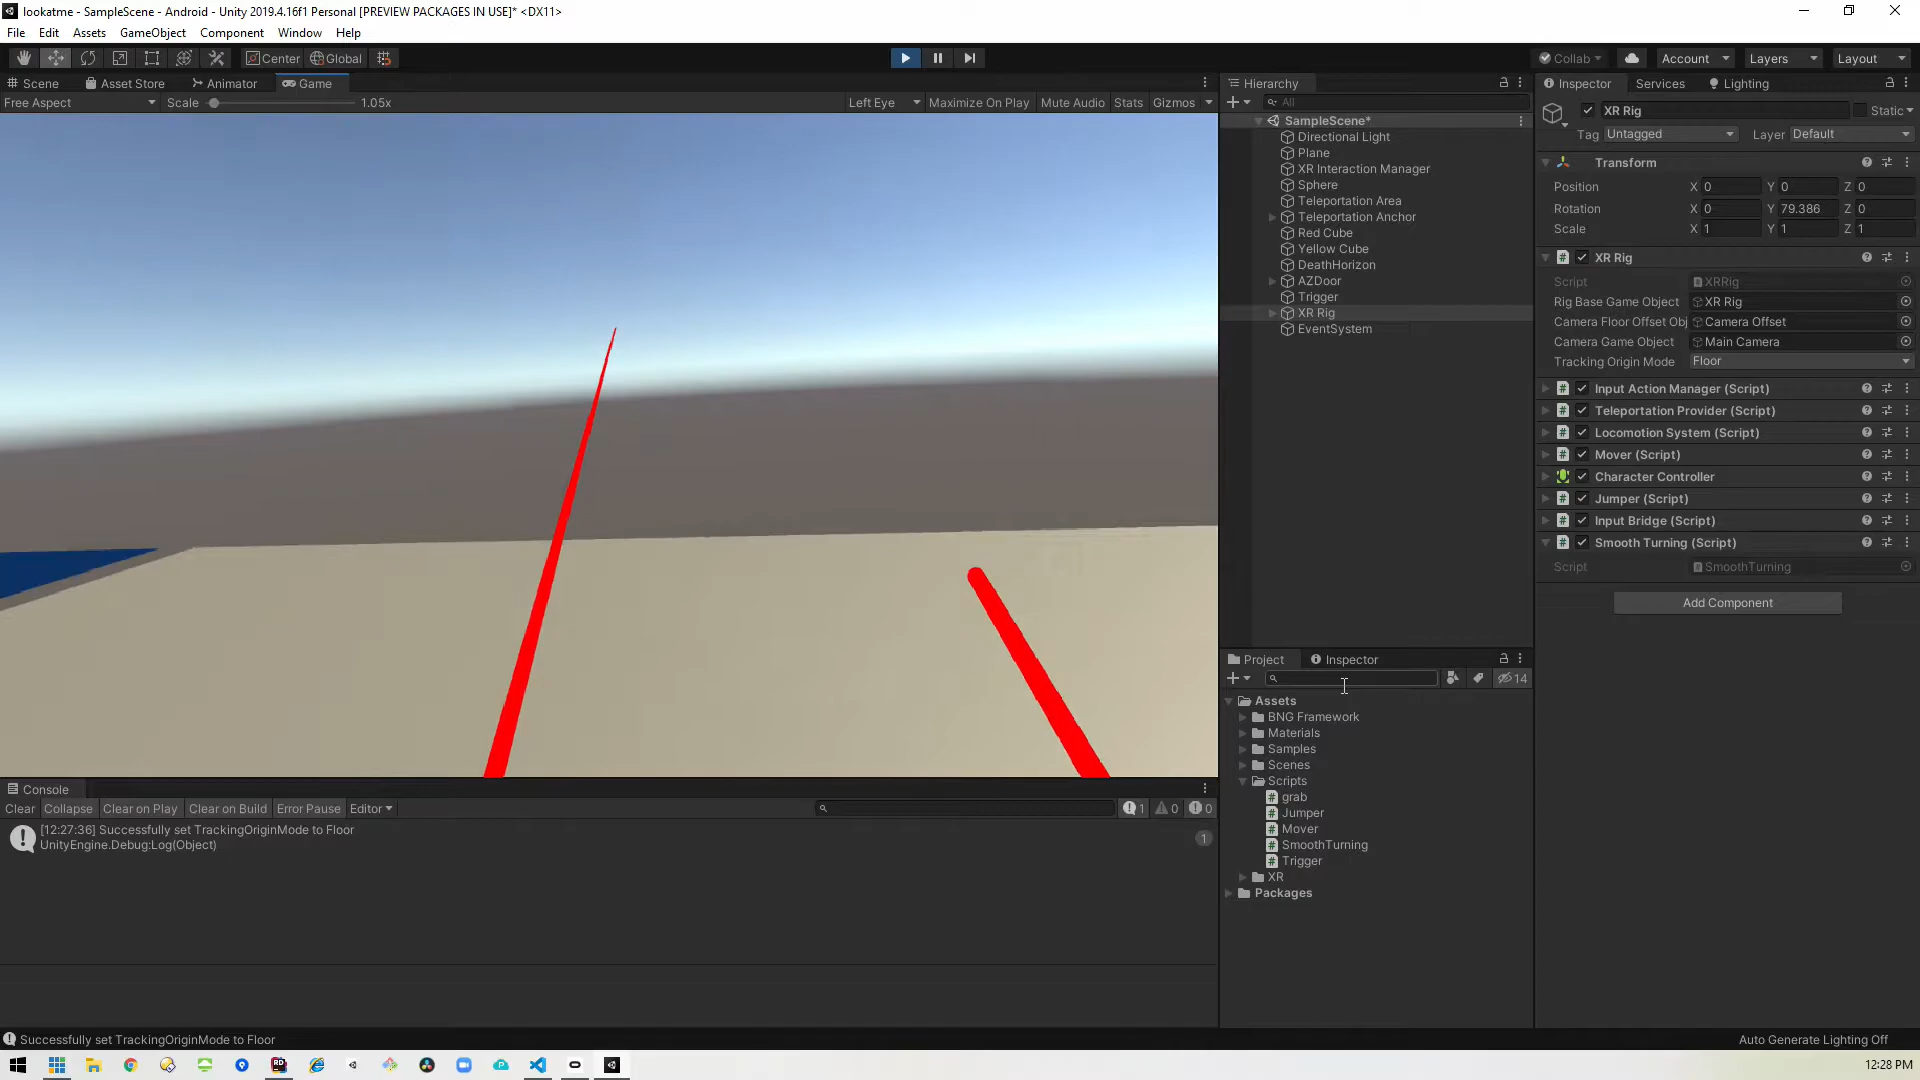 lookatme - SampleScene - Android - Unity 2019.4.16f1 Personal [PREVIEW PACKAGES IN USE]* <DX11>
File Edit Assets GameObject Component Window Help
Center Global Collab Account Layers Layout
Scene Asset Store Animator Game
Free Aspect Scale 1.05x Left Eye Maximize On Play Mute Audio Stats Gizmos
Hierarchy
All
SampleScene*
Directional Light
Plane
XR Interaction Manager
Sphere
Teleportation Area
Teleportation Anchor
Red Cube
Yellow Cube
DeathHorizon
AZDoor
Trigger
XR Rig
EventSystem
Inspector Services Lighting
XR Rig Static
Tag Untagged Layer Default
Transform
Position X 0 Y 0 Z 0
Rotation X 0 Y 79.386 Z 0
Scale X 1 Y 1 Z 1
# XR Rig
Script XRRig
Rig Base Game Object XR Rig
Camera Floor Offset Obj Camera Offset
Camera Game Object Main Camera
Tracking Origin Mode Floor
# Input Action Manager (Script)
# Teleportation Provider (Script)
# Locomotion System (Script)
# Mover (Script)
Character Controller
# Jumper (Script)
# Input Bridge (Script)
# Smooth Turning (Script)
Script SmoothTurning
Add Component
Project Inspector
14
Assets
BNG Framework
Materials
Samples
Scenes
Scripts
# grab
# Jumper
# Mover
# SmoothTurning
# Trigger
XR
Packages
Console
Clear Collapse Clear on Play Clear on Build Error Pause Editor 1 0 0
[12:27:36] Successfully set TrackingOriginMode to Floor
UnityEngine.Debug:Log(Object)
1
Successfully set TrackingOriginMode to Floor
Auto Generate Lighting Off
12:28 PM